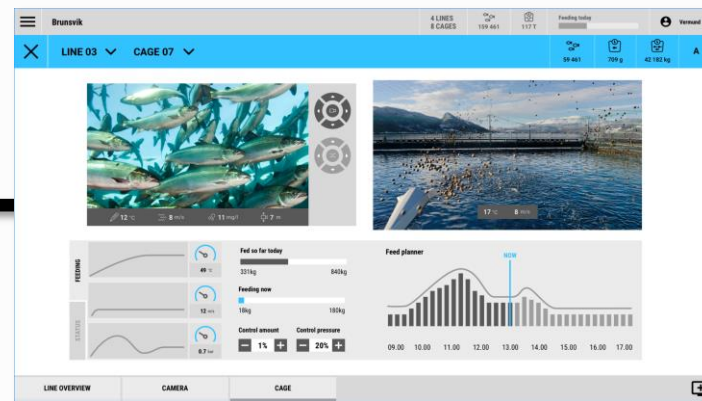 Brunsvik
4 LINES
8 CAGES
159 461
117 T
Feeding today
Vermund
LINE 03
CAGE 07
59 461
709 g
42 182 kg
A
12 °C
8 m/s
11 mg/l
7 m
17 °C
8 m/s
FEEDING
STATUS
49 °C
12 m/s
0.7 bar
Fed so far today
331kg
840kg
Feeding now
18kg
180kg
Control amount
Control pressure
1%
20%
Feed planner
NOW
09.00 10.00 11.00 12.00 13.00 14.00 15.00 16.00 17.00
LINE OVERVIEW
CAMERA
CAGE